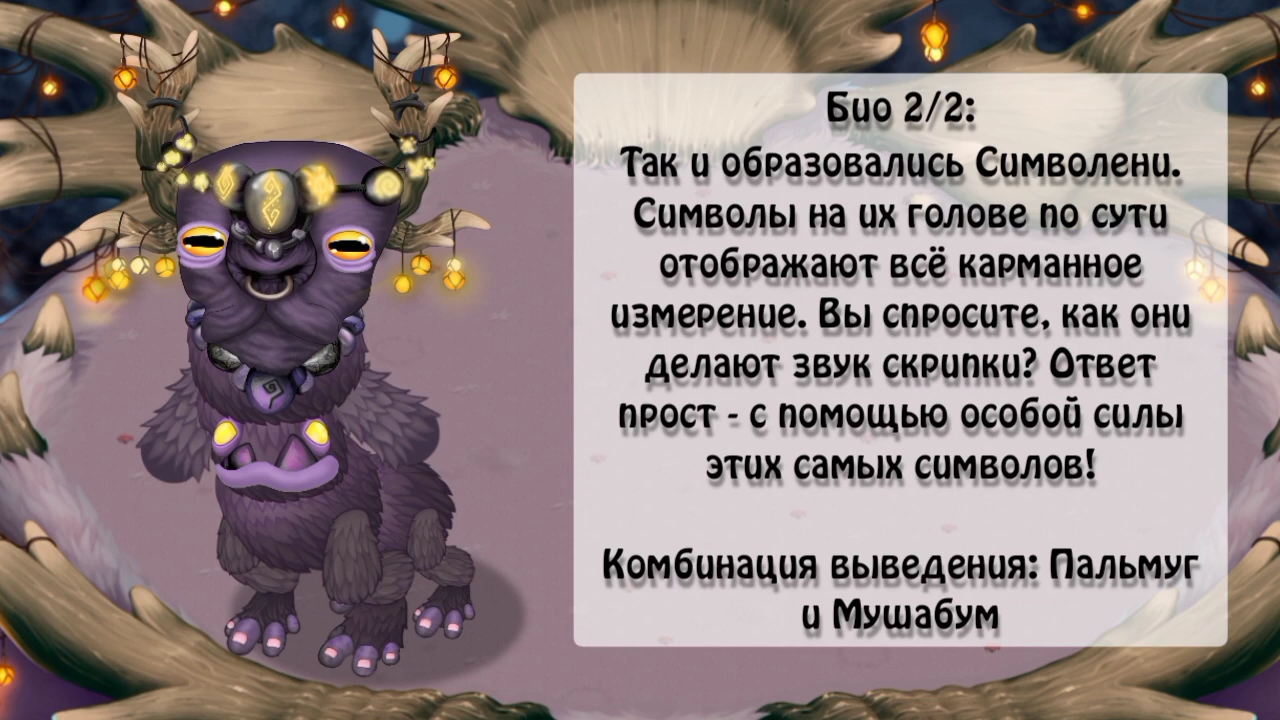 Био 2/2:
Так и образовались Символени.
Символы на их голове по сути
отображают всё карманное
измерение. Вы спросите, как они
делают звук скрипки? Ответ
прост - с помощью особой силы
этих самых символов!
Комбинация выведения: Пальмуг
и Мушабум